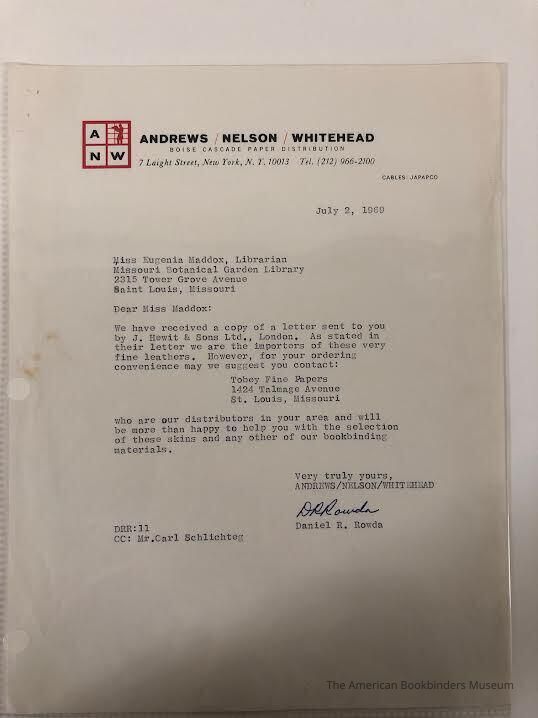 A
N W
ANDREWS / NELSON / WHITEHEAD
BOISE CASCADE PAPER DISTRIBUTION
7 Laight Street, New York, N. Y. 10013 Tel. (212) 966-2100
CABLES: JAPAPCO
July 2, 1969
Miss Eugenia Maddox, Librarian
Missouri Botanical Garden Library
2315 Tower Grove Avenue
Saint Louis, Missouri
Dear Miss Maddox:
We have received a copy of a letter sent to you
by J. Hewit & Sons Ltd., London. As stated in
their letter we are the importers of these very
fine leathers. However, for your ordering
convenience may we suggest you contact:
Tobey Fine Papers
1424 Talmage Avenue
St. Louis, Missouri
who are our distributors in your area and will
be more than happy to help you with the selection
of these skins and any other of our bookbinding
materials.
Very truly yours,
ANDREWS/NELSON/WHITEHEAD
DRRowda
Daniel R. Rowda
DRR:ll
CC: Mr.Carl Schlichteg
The American Bookbinders Museum